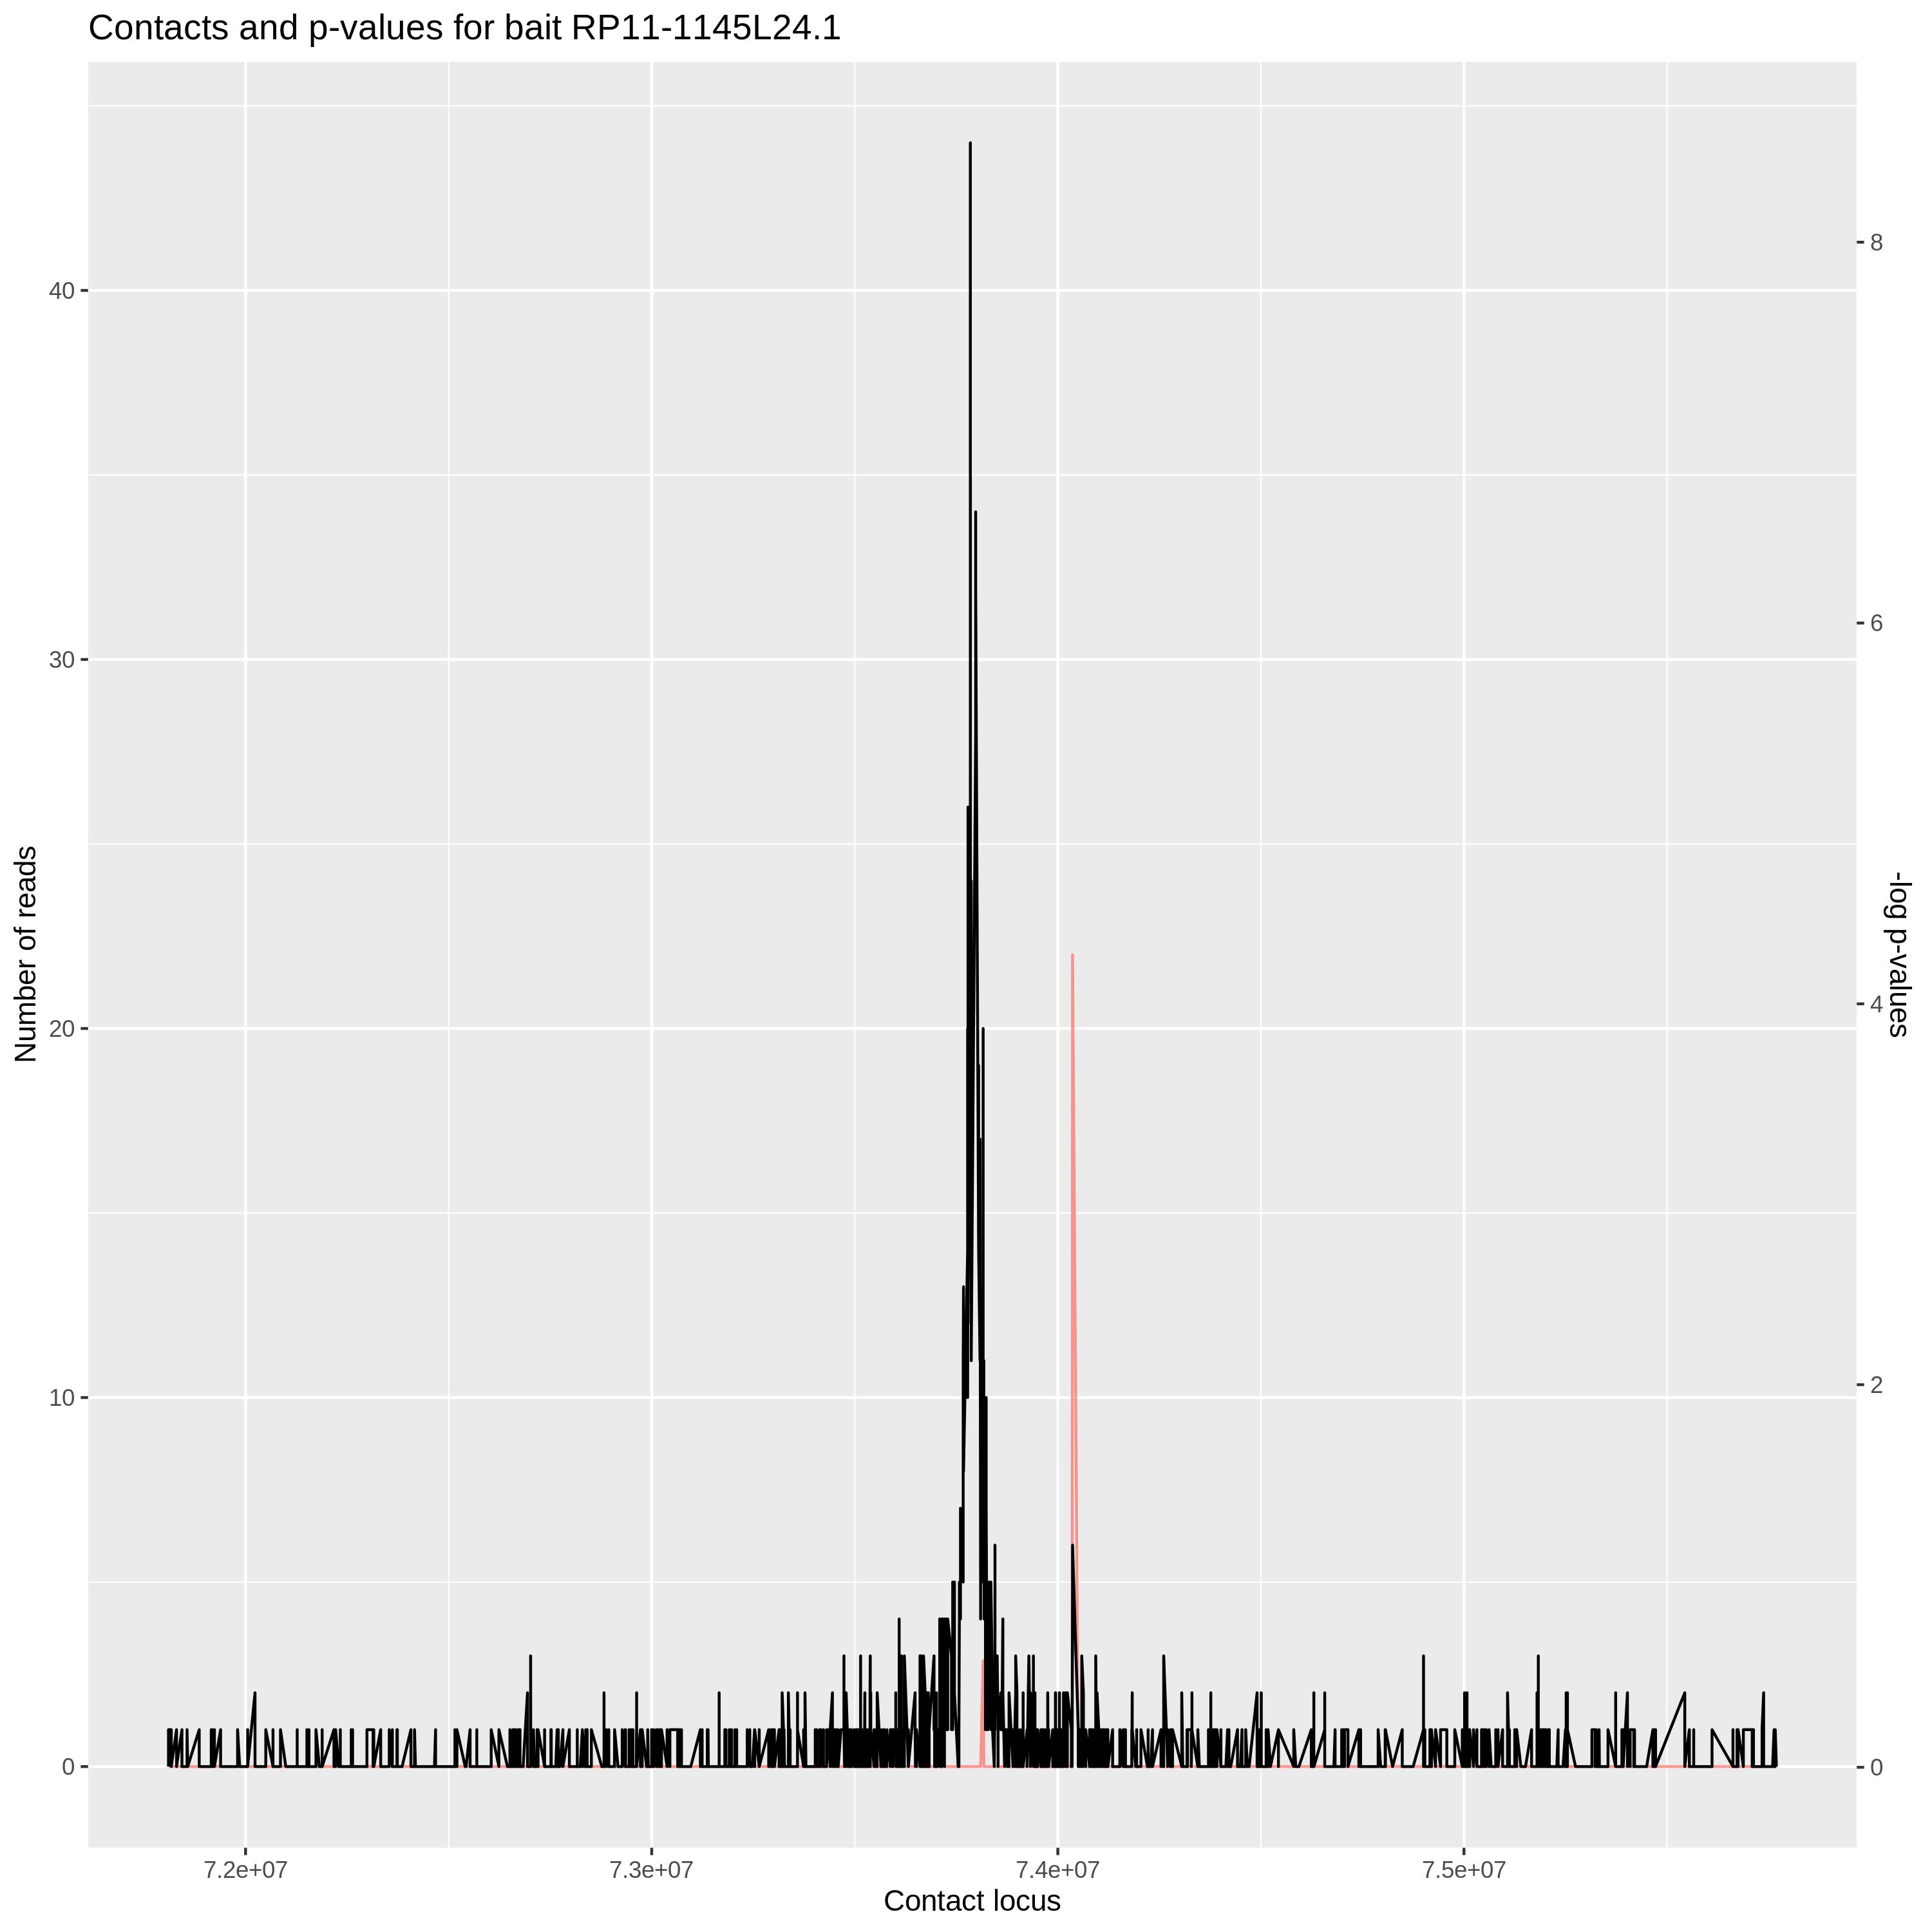 Contacts and p-values for bait RP11-1145L24.1
40
30
20
10
0
Number of reads
8
6
4
2
0
-log p-values
7.2e+07 7.3e+07 7.4e+07 7.5e+07
Contact locus